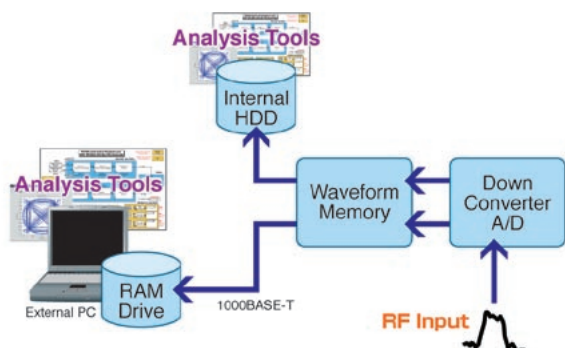 Analysis Tools
Internal
HDD
Analysis Tools
Waveform
Memory
Down
Converter
A/D
RAM
Drive
External PC
1000BASE-T
RF Input